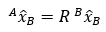 ᴬx̂_B = R ᴮx̂_B